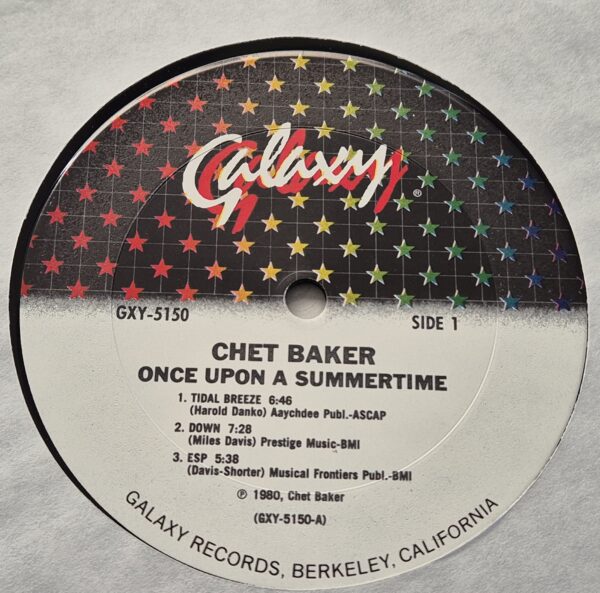 Galaxy®
GXY-5150
SIDE 1
CHET BAKER
ONCE UPON A SUMMERTIME
1. TIDAL BREEZE 6:46
(Harold Danko) Aaychdee Publ.-ASCAP
2. DOWN 7:28
(Miles Davis) Prestige Music-BMI
3. ESP 5:38
(Davis-Shorter) Musical Frontiers Publ.-BMI
℗ 1980, Chet Baker
(GXY-5150-A)
GALAXY RECORDS, BERKELEY, CALIFORNIA